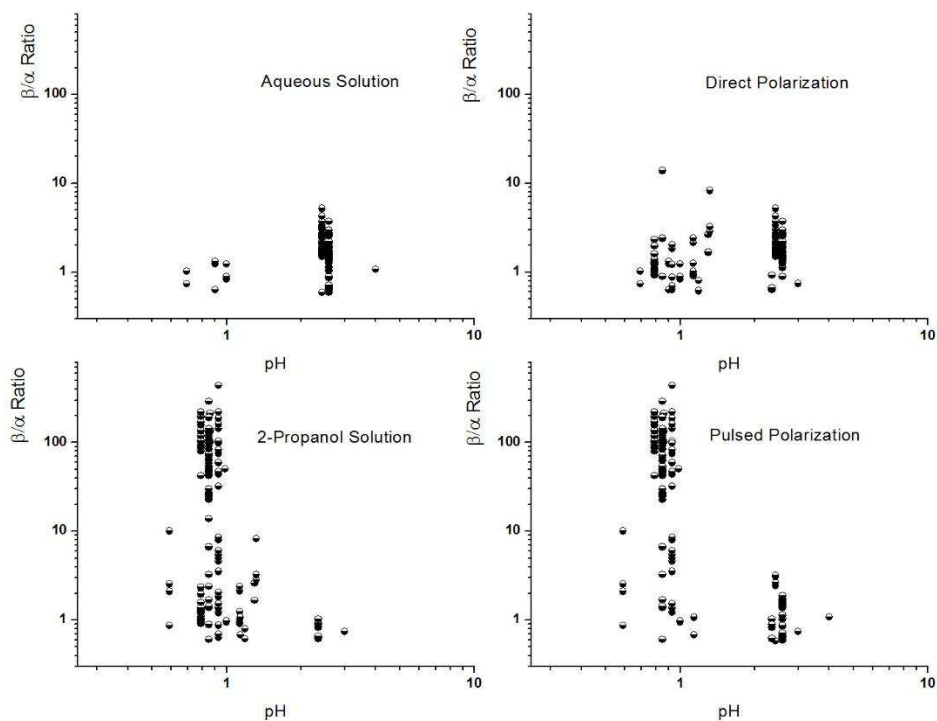 β/α Ratio
100
10
1
Aqueous Solution
1
10
pH
β/α Ratio
100
10
1
Direct Polarization
1
10
pH
β/α Ratio
100
10
1
2-Propanol Solution
1
10
pH
β/α Ratio
100
10
1
Pulsed Polarization
1
10
pH